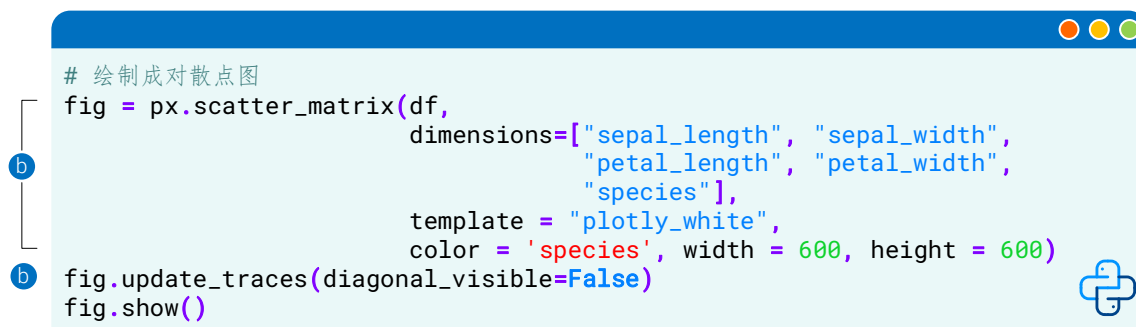 # 绘制成对散点图
fig = px.scatter_matrix(df,
dimensions=["sepal_length", "sepal_width",
"petal_length", "petal_width",
"species"],
template = "plotly_white",
b
color = 'species', width = 600, height = 600)
b fig.update_traces(diagonal_visible=False)
fig.show()